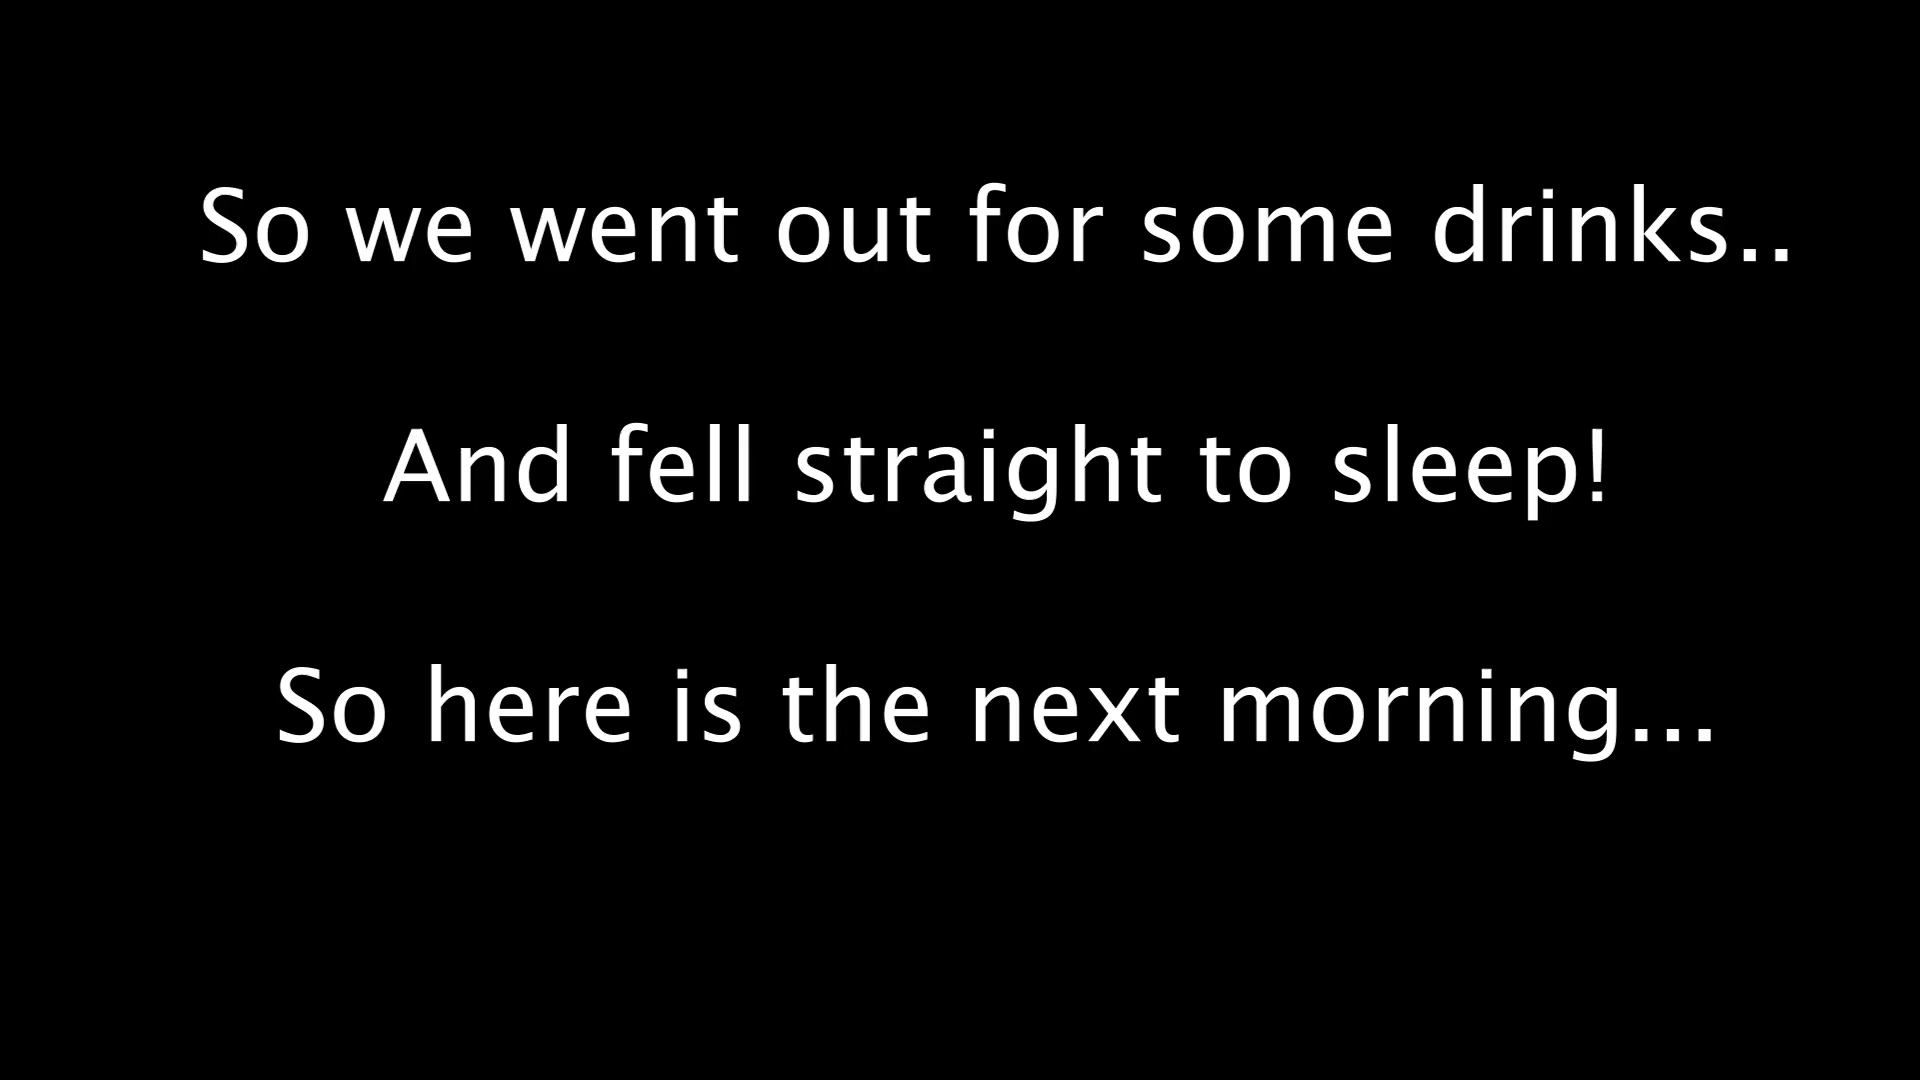 So we went out for some drinks..
And fell straight to sleep!
So here is the next morning...